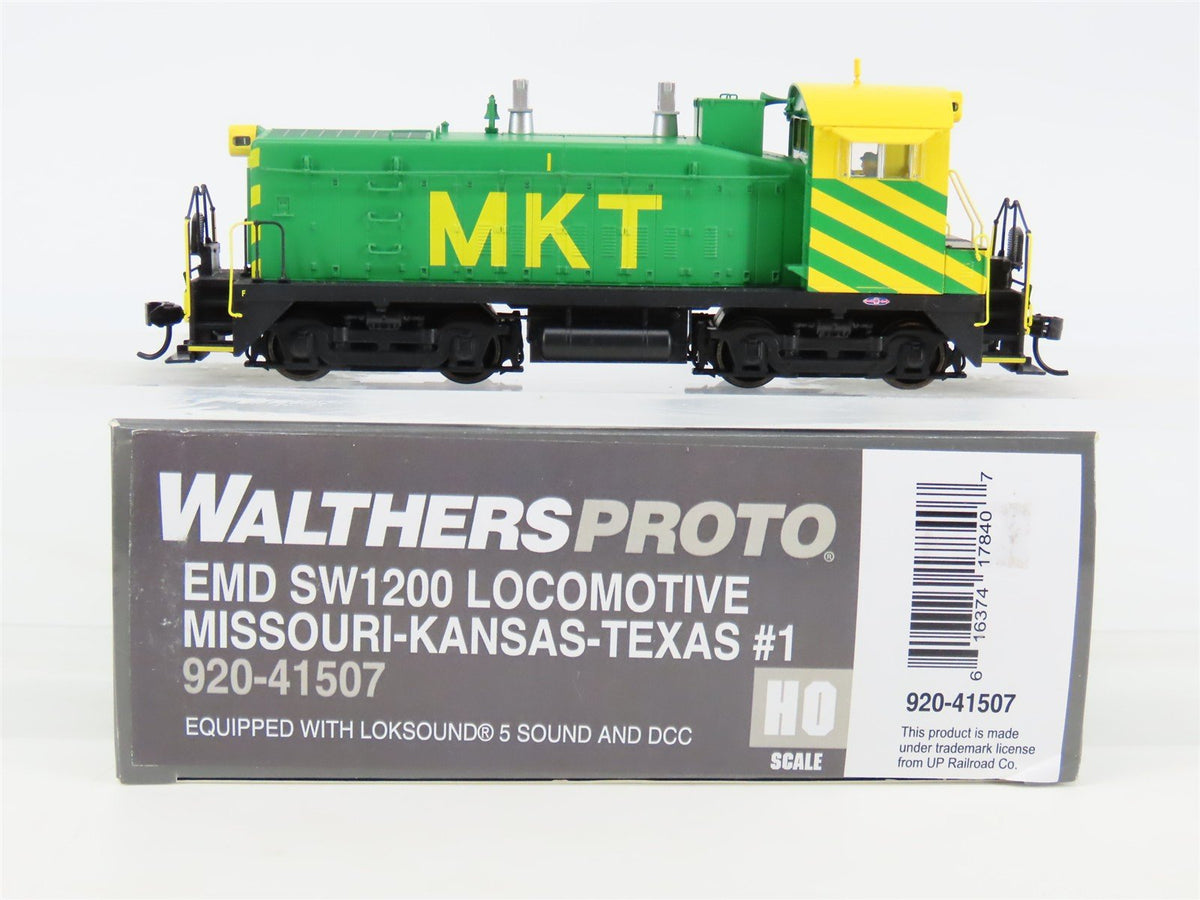 I
MKT
F
WALTHERSPROTO®
EMD SW1200 LOCOMOTIVE
MISSOURI-KANSAS-TEXAS #1
920-41507
EQUIPPED WITH LOKSOUND® 5 SOUND AND DCC
HO
SCALE
6 16374 17840 7
920-41507
This product is made
under trademark license
from UP Railroad Co.